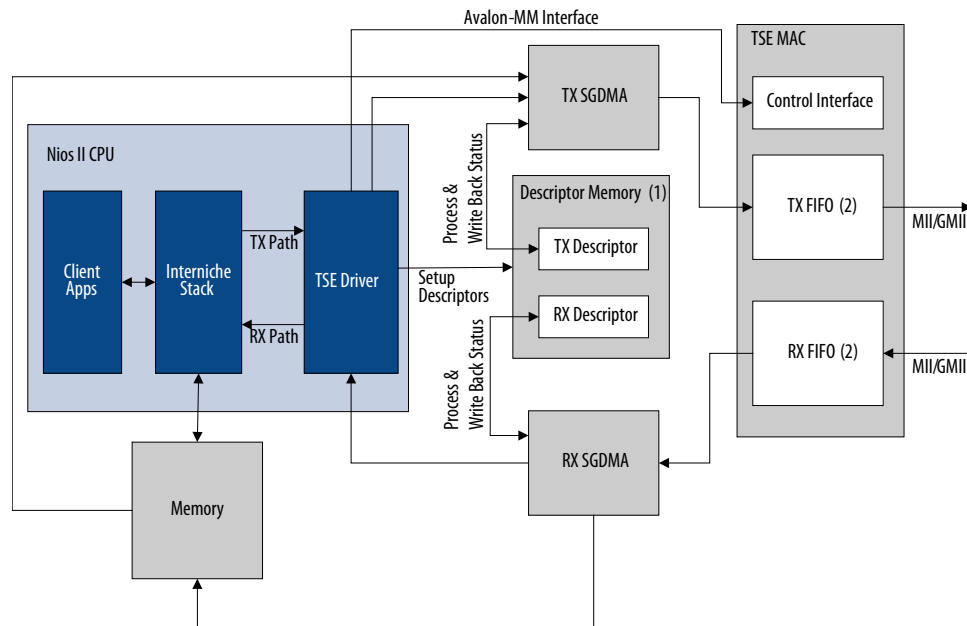 Avalon-MM Interface
TSE MAC
TX SGDMA
Control Interface
Nios II CPU
Process &
Write Back Status
Descriptor Memory (1)
TX FIFO (2)
MII/GMII
TX Path
TX Descriptor
Client
Apps
Interniche
Stack
TSE Driver
Setup
Descriptors
RX Descriptor
RX Path
RX FIFO (2)
MII/GMII
Process &
Write Back Status
RX SGDMA
Memory